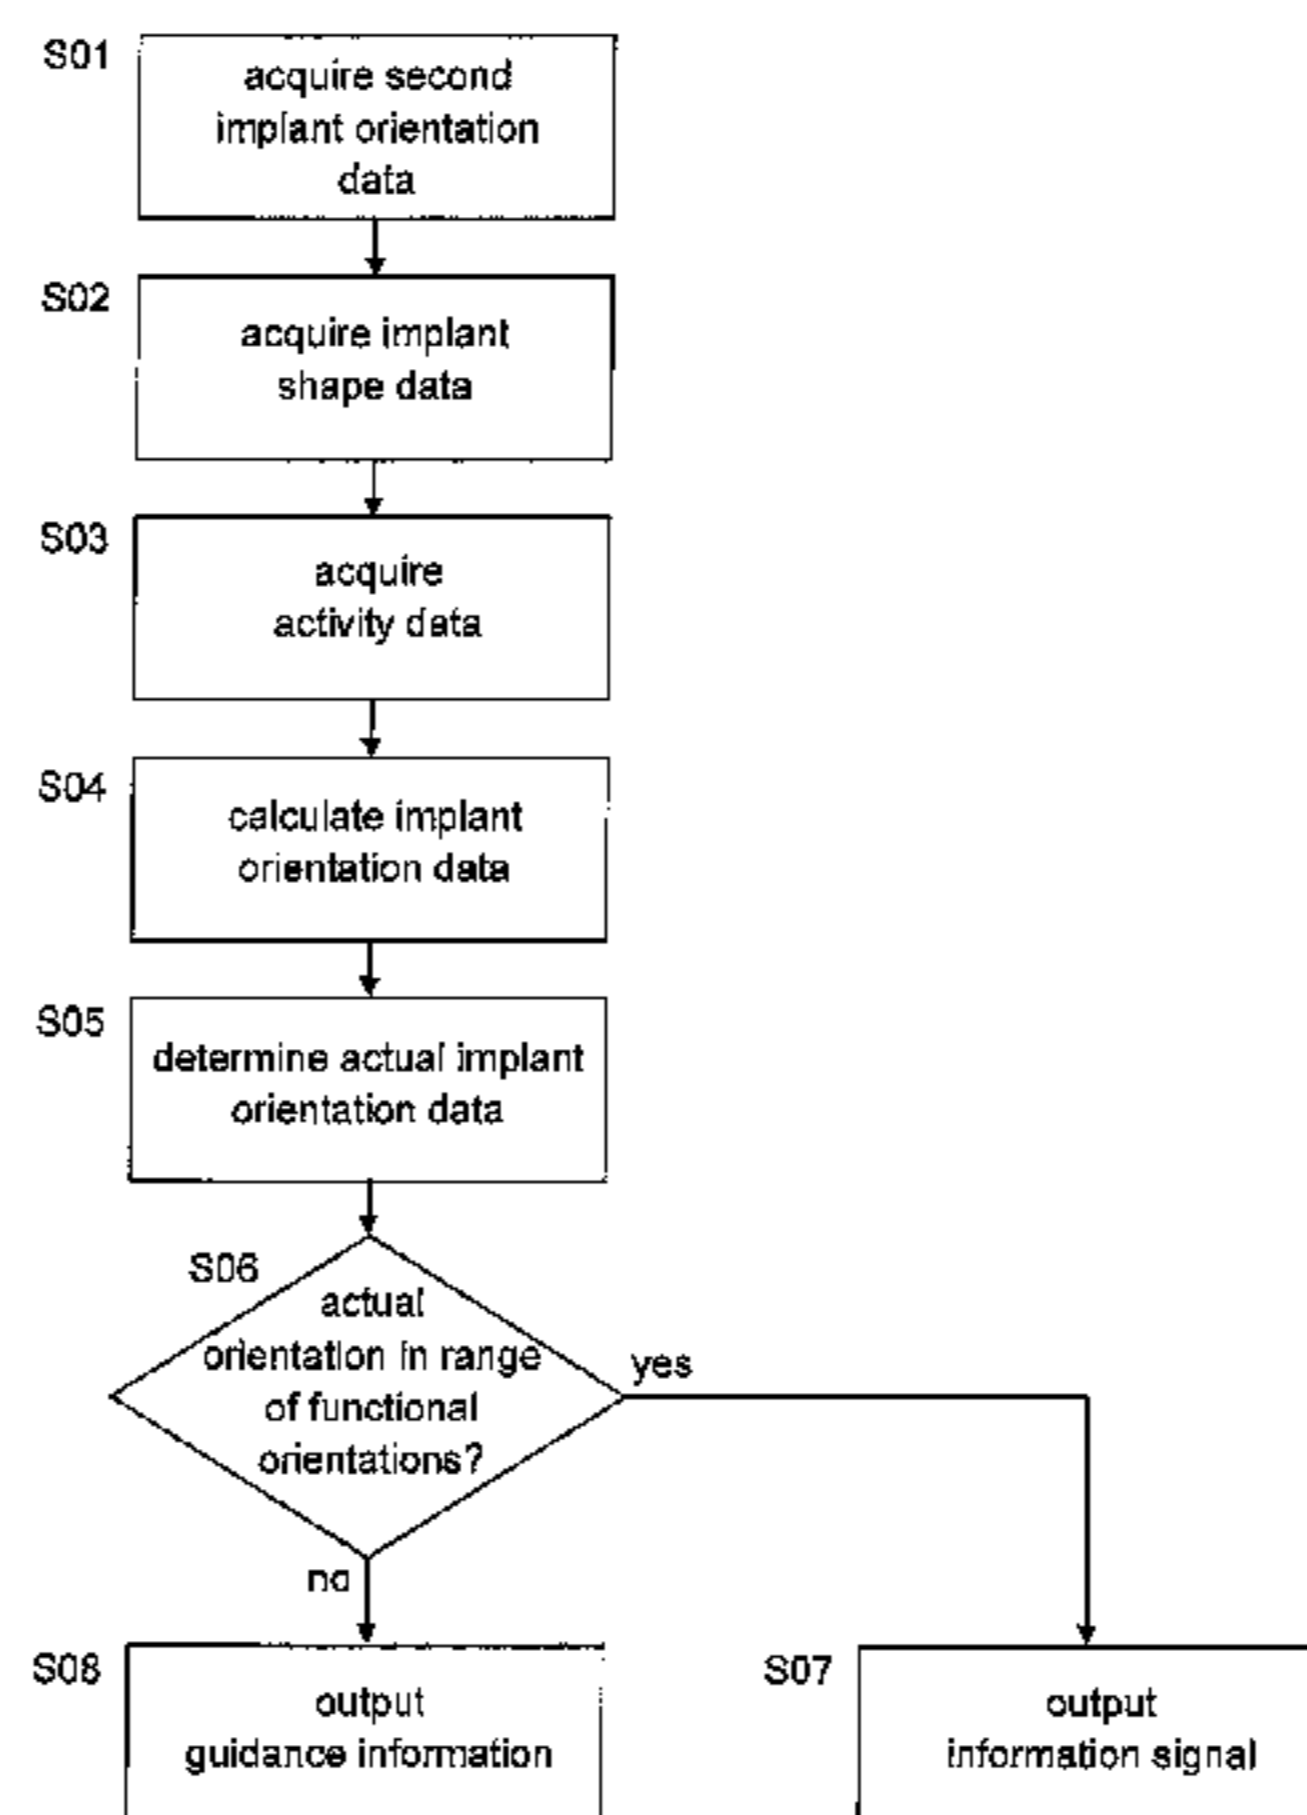 S01
acquire second
implant orientation
data
S02
acquire implant
shape data
S03
acquire
activity data
S04
calculate implant
orientation data
S05
determine actual implant
orientation data
S06
actual
orientation in range
of functional
orientations?
yes
no
S08
output
guidance information
S07
output
information signal